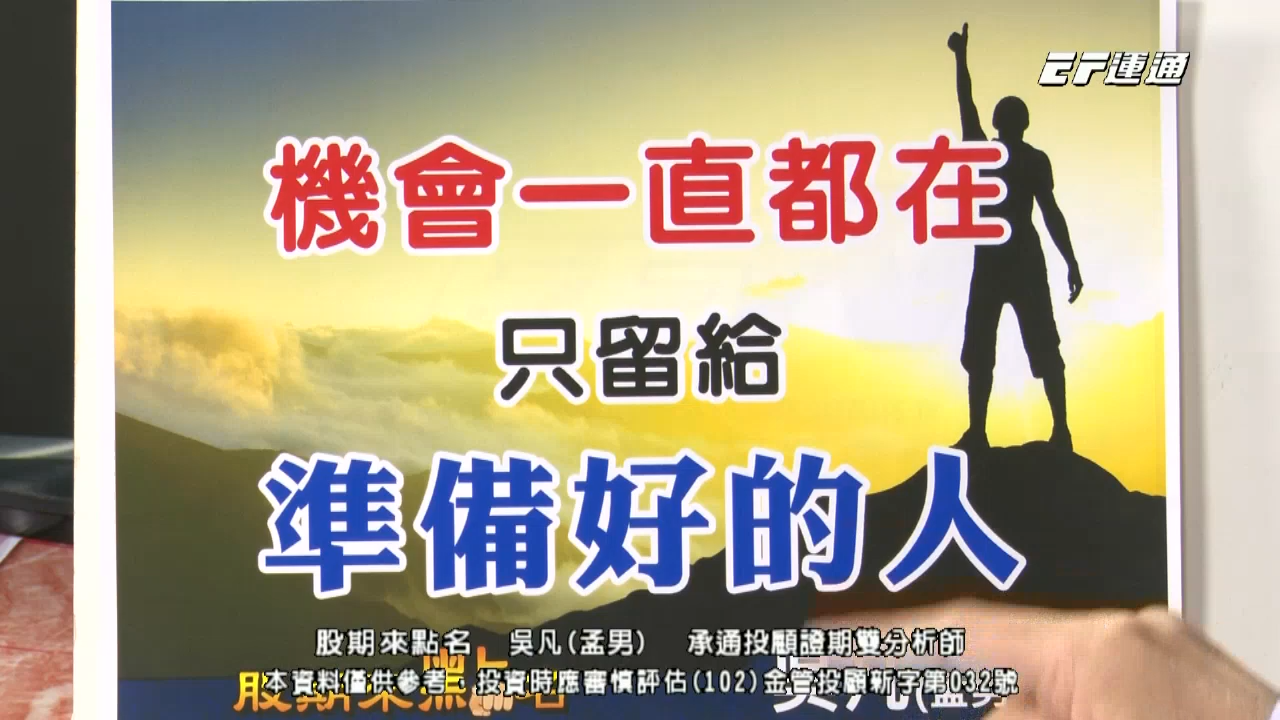 EF運通
機會一直都在
只留給
準備好的人
股期來點名 吳凡(孟男) 承通投顧證期雙分析師
本資料僅供參考，投資時應審慎評估(102)金管投顧新字第032號